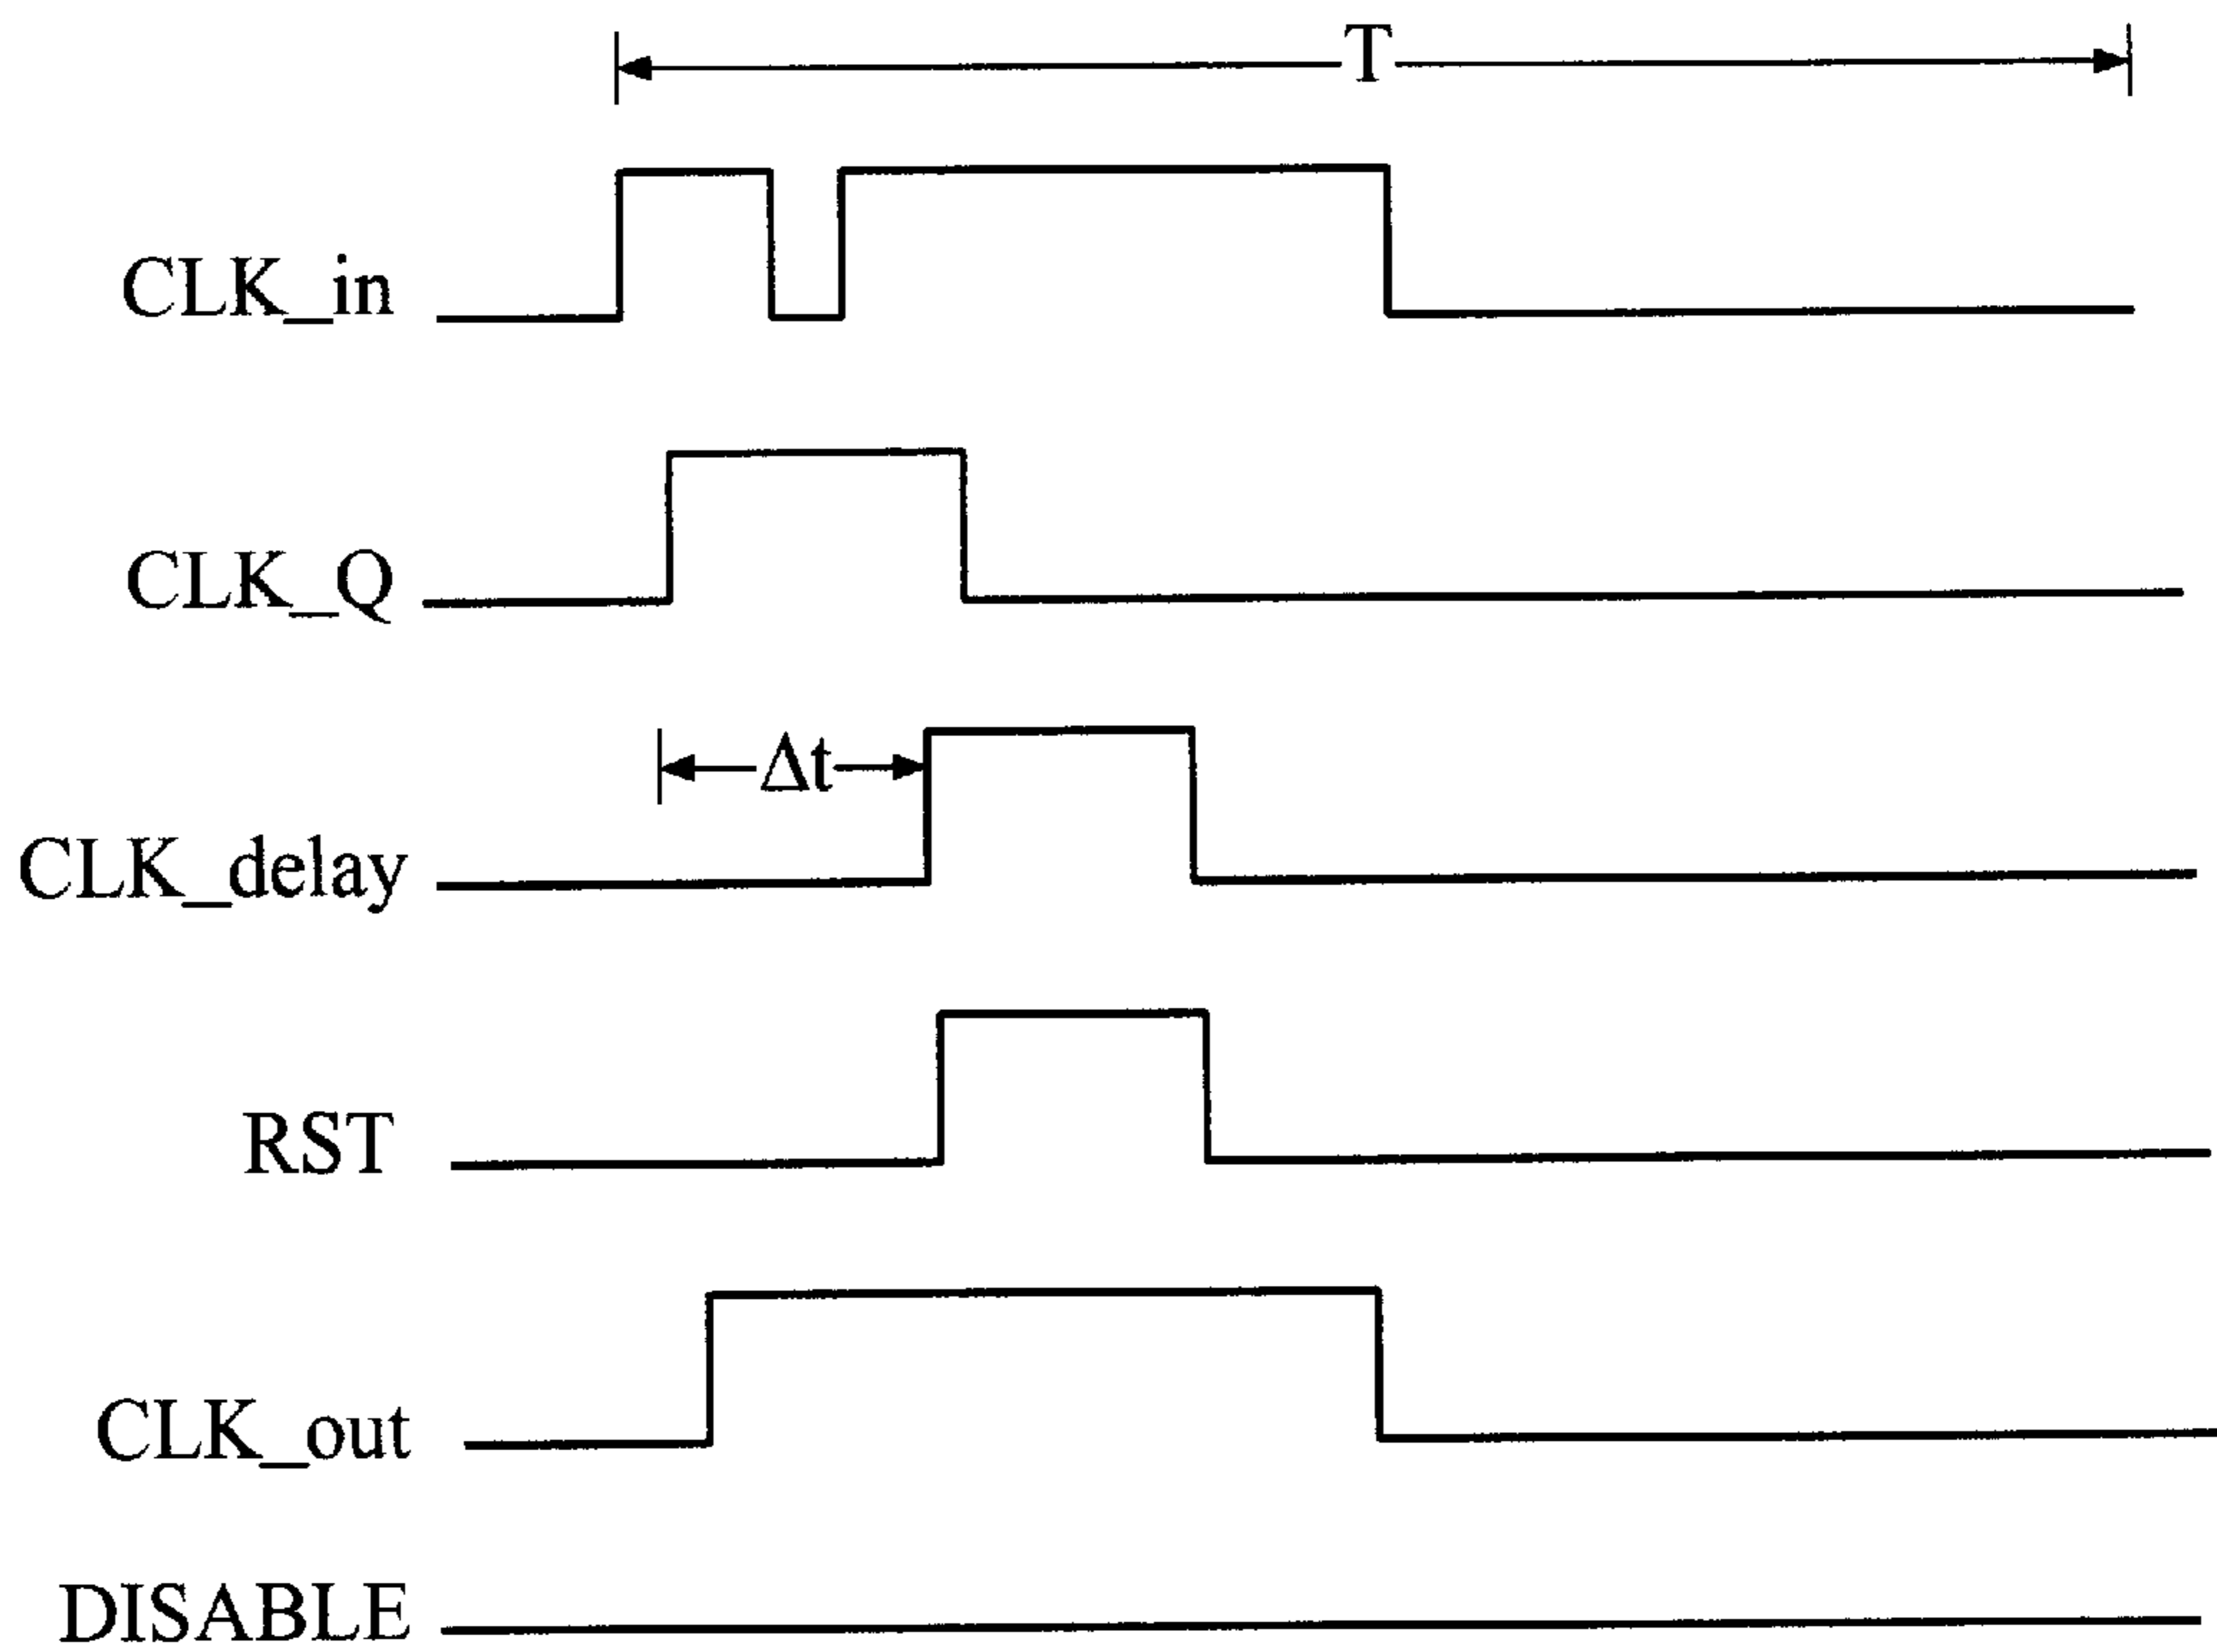 T
CLK_in
CLK_Q
Δt
CLK_delay
RST
CLK_out
DISABLE